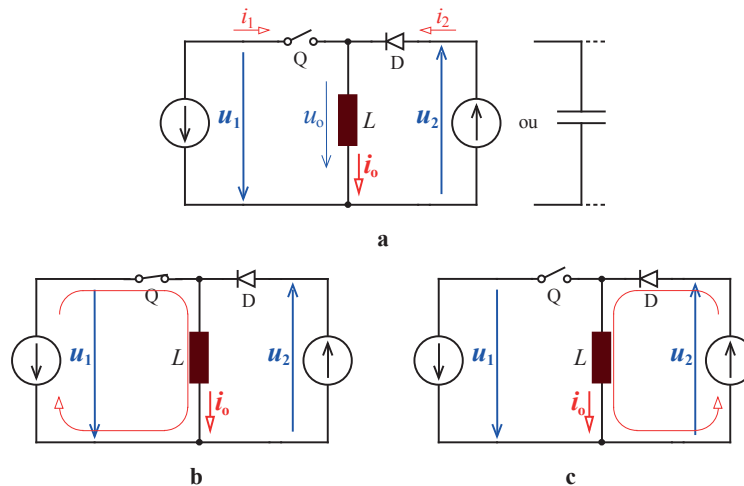 i₁ i₂
Q D
u₁ uₒ L u₂ ou
iₒ
a
Q D
u₁ L u₂
iₒ
b
Q D
u₁ L u₂
iₒ
c